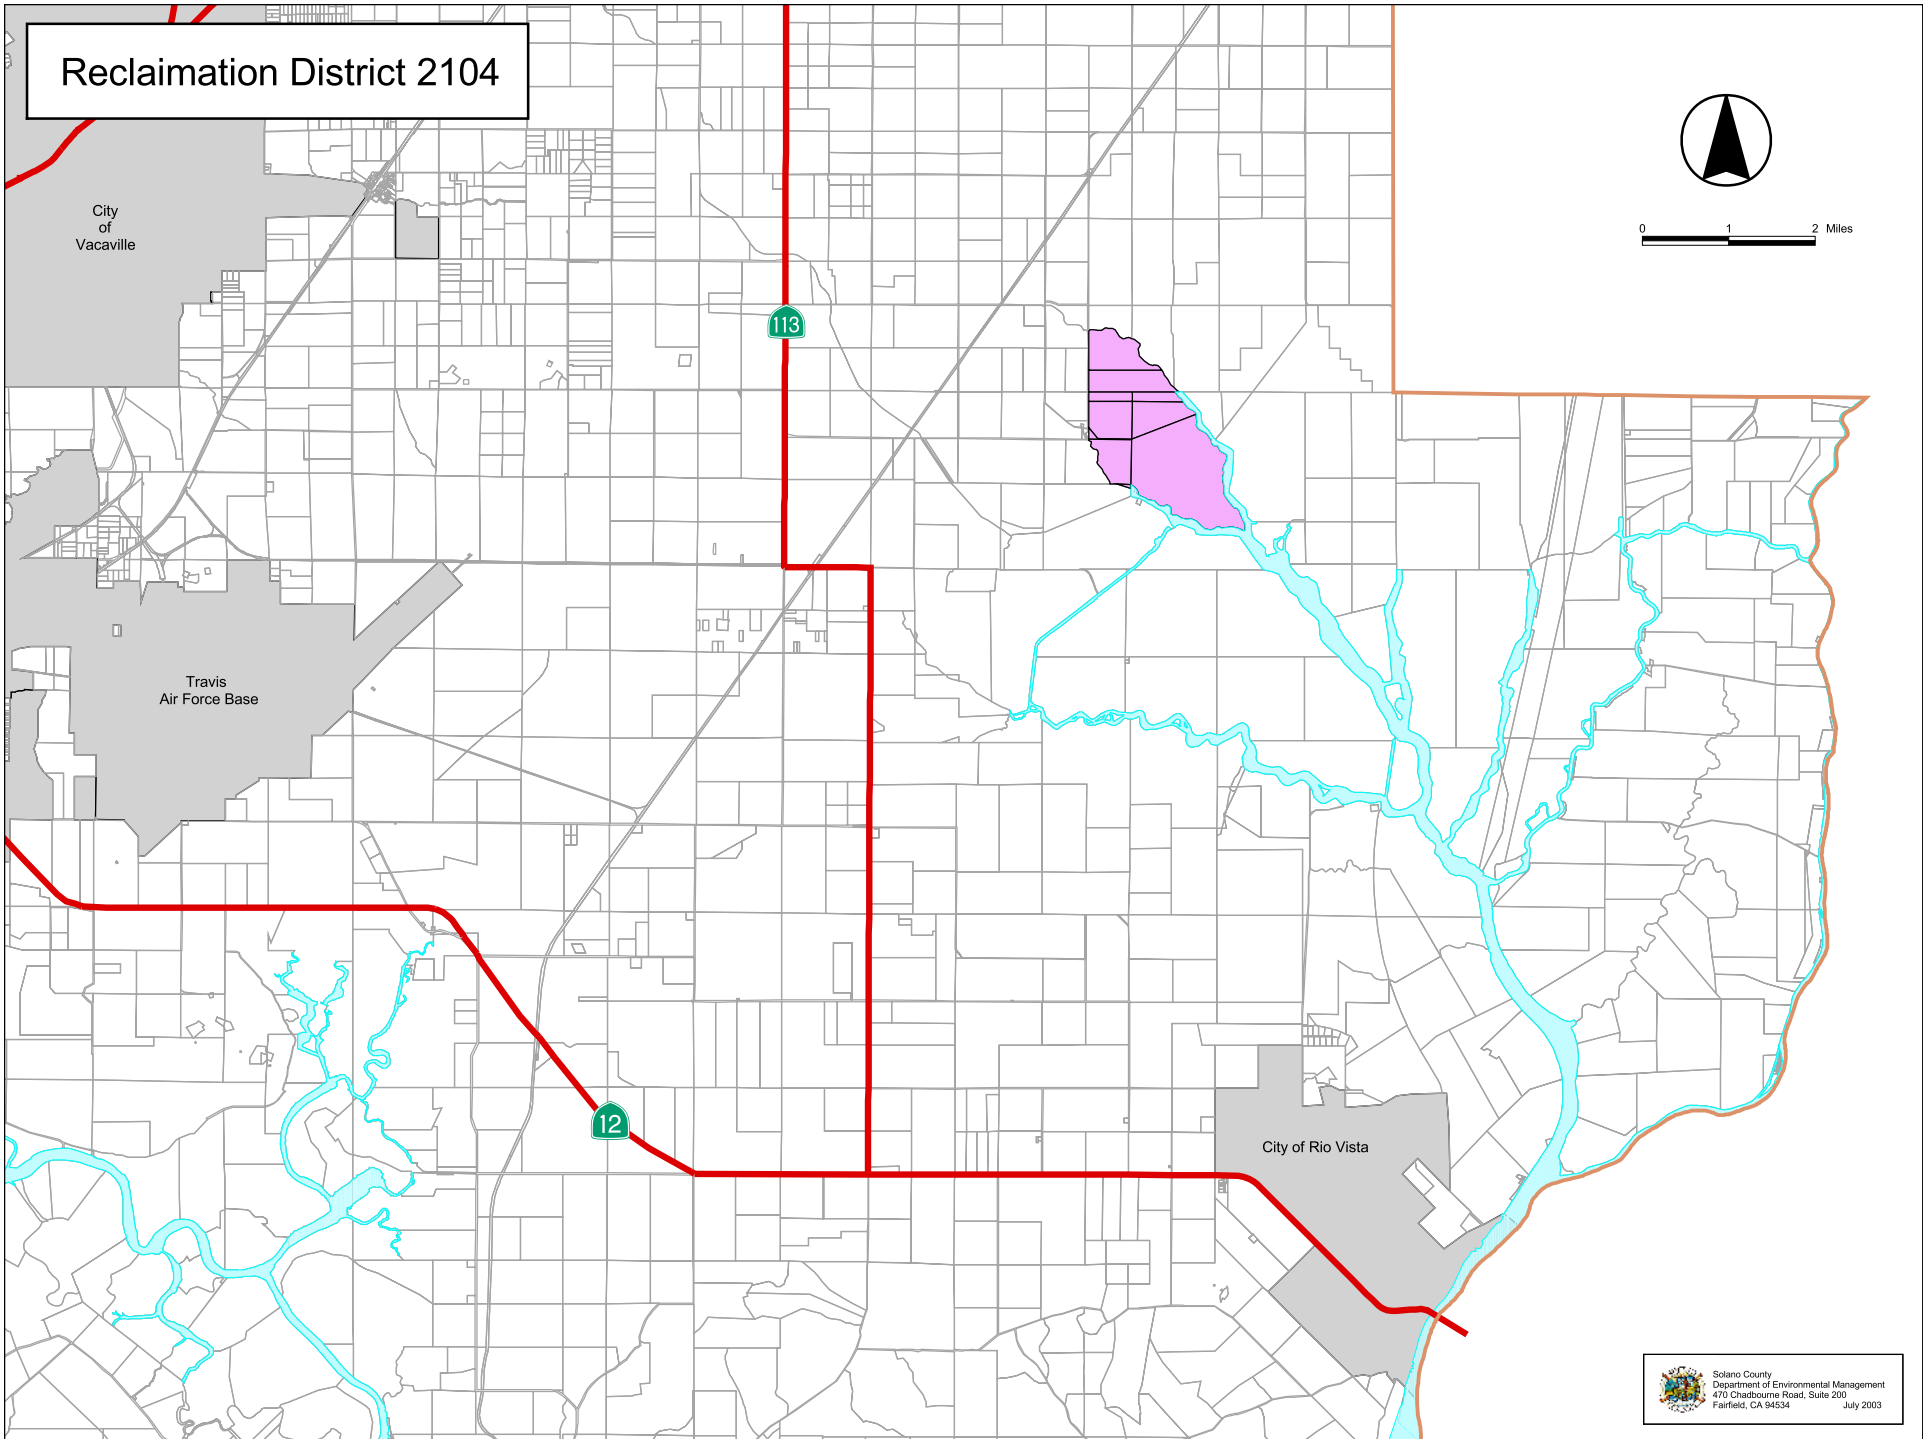 Reclaimation District 2104
City
of
Vacaville
0 1 2 Miles
113
Travis
Air Force Base
12
City of Rio Vista
Solano County
Department of Environmental Management
470 Chadbourne Road, Suite 200
Fairfield, CA 94534 July 2003